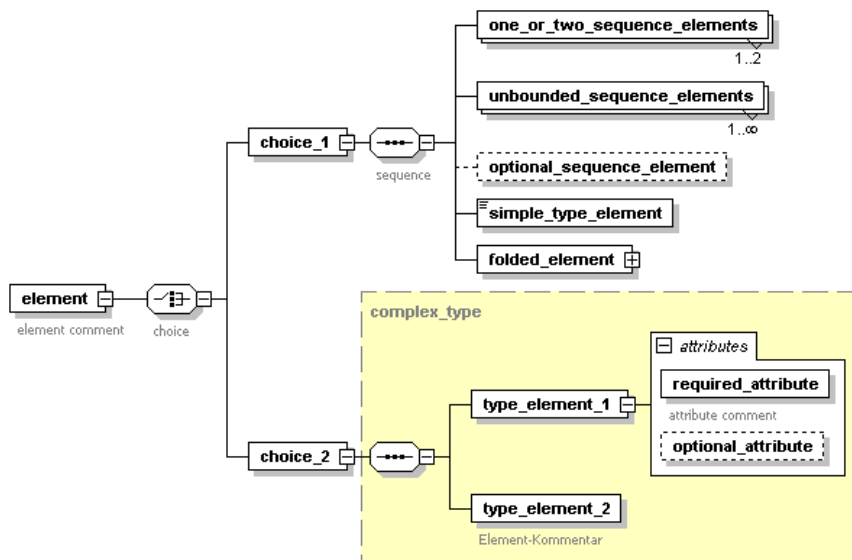 one_or_two_sequence_elements
1..2
unbounded_sequence_elements
1..∞
choice_1
sequence
optional_sequence_element
simple_type_element
folded_element
element
element comment
choice
complex_type
attributes
type_element_1
required_attribute
attribute comment
optional_attribute
choice_2
type_element_2
Element-Kommentar